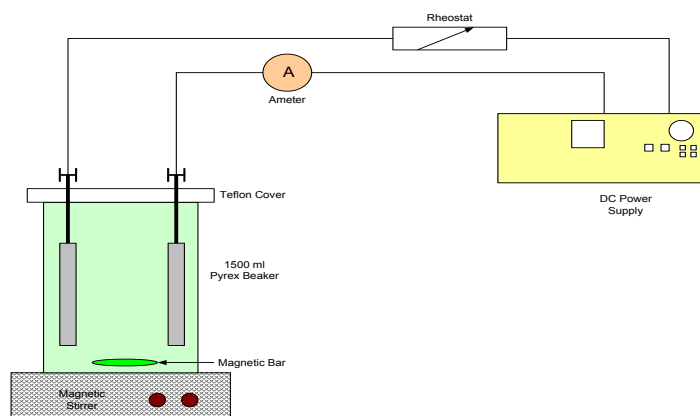 Rheostat
A
Ameter
Teflon Cover
DC Power
Supply
1500 ml
Pyrex Beaker
Magnetic Bar
Magnetic
Stirrer